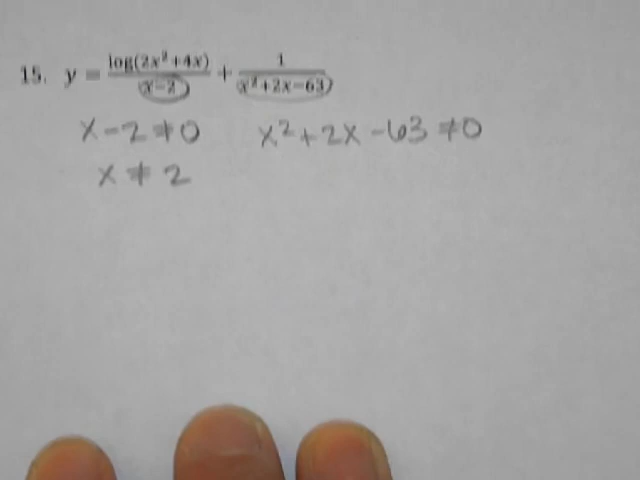 15. y = log(2x²+4x)/(x−2) + 1/(x²+2x−63)
x − 2 ≠ 0 x² + 2x − 63 ≠ 0
x ≠ 2